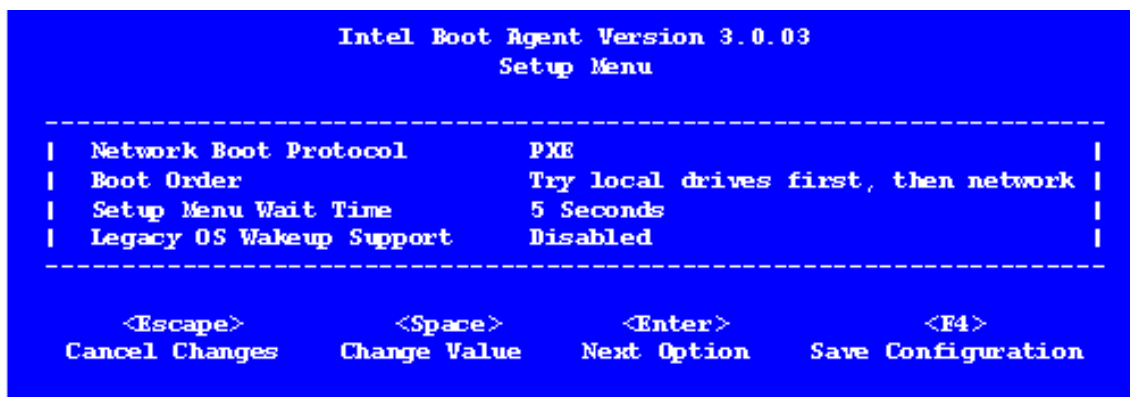 Intel Boot Agent Version 3.0.03
Setup Menu
Network Boot Protocol PXE
Boot Order Try local drives first, then network
Setup Menu Wait Time 5 Seconds
Legacy OS Wakeup Support Disabled
<Escape> <Space> <Enter> <F4>
Cancel Changes Change Value Next Option Save Configuration